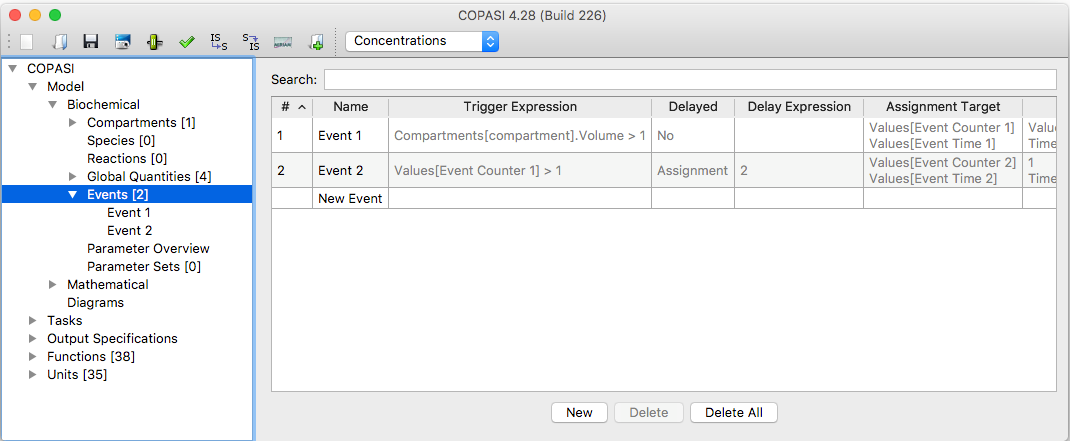 COPASI 4.28 (Build 226)
IS S
S IS
Concentrations
COPASI
Model
Biochemical
Compartments [1]
Species [0]
Reactions [0]
Global Quantities [4]
Events [2]
Event 1
Event 2
Parameter Overview
Parameter Sets [0]
Mathematical
Diagrams
Tasks
Output Specifications
Functions [38]
Units [35]
Search:
# Name Trigger Expression Delayed Delay Expression Assignment Target
1 Event 1 Compartments[compartment].Volume > 1 No Values[Event Counter 1] Value
Values[Event Time 1] Time
2 Event 2 Values[Event Counter 1] > 1 Assignment 2 Values[Event Counter 2] 1
Values[Event Time 2] Time
New Event
New Delete Delete All